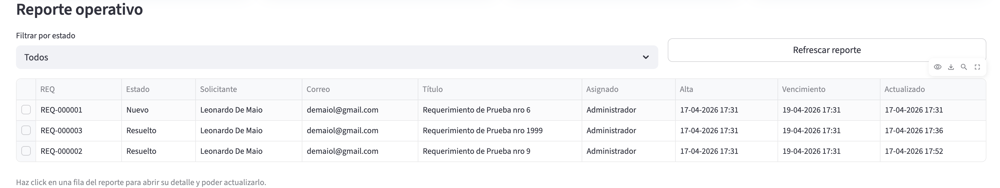 Reporte operativo
Filtrar por estado
Todos
Refrescar reporte
REQ Estado Solicitante Correo Título Asignado Alta Vencimiento Actualizado
REQ-000001 Nuevo Leonardo De Maio demaiol@gmail.com Requerimiento de Prueba nro 6 Administrador 17-04-2026 17:31 19-04-2026 17:31 17-04-2026 17:31
REQ-000003 Resuelto Leonardo De Maio demaiol@gmail.com Requerimiento de Prueba nro 1999 Administrador 17-04-2026 17:31 19-04-2026 17:31 17-04-2026 17:36
REQ-000002 Resuelto Leonardo De Maio demaiol@gmail.com Requerimiento de Prueba nro 9 Administrador 17-04-2026 17:31 19-04-2026 17:31 17-04-2026 17:52
Haz click en una fila del reporte para abrir su detalle y poder actualizarlo.